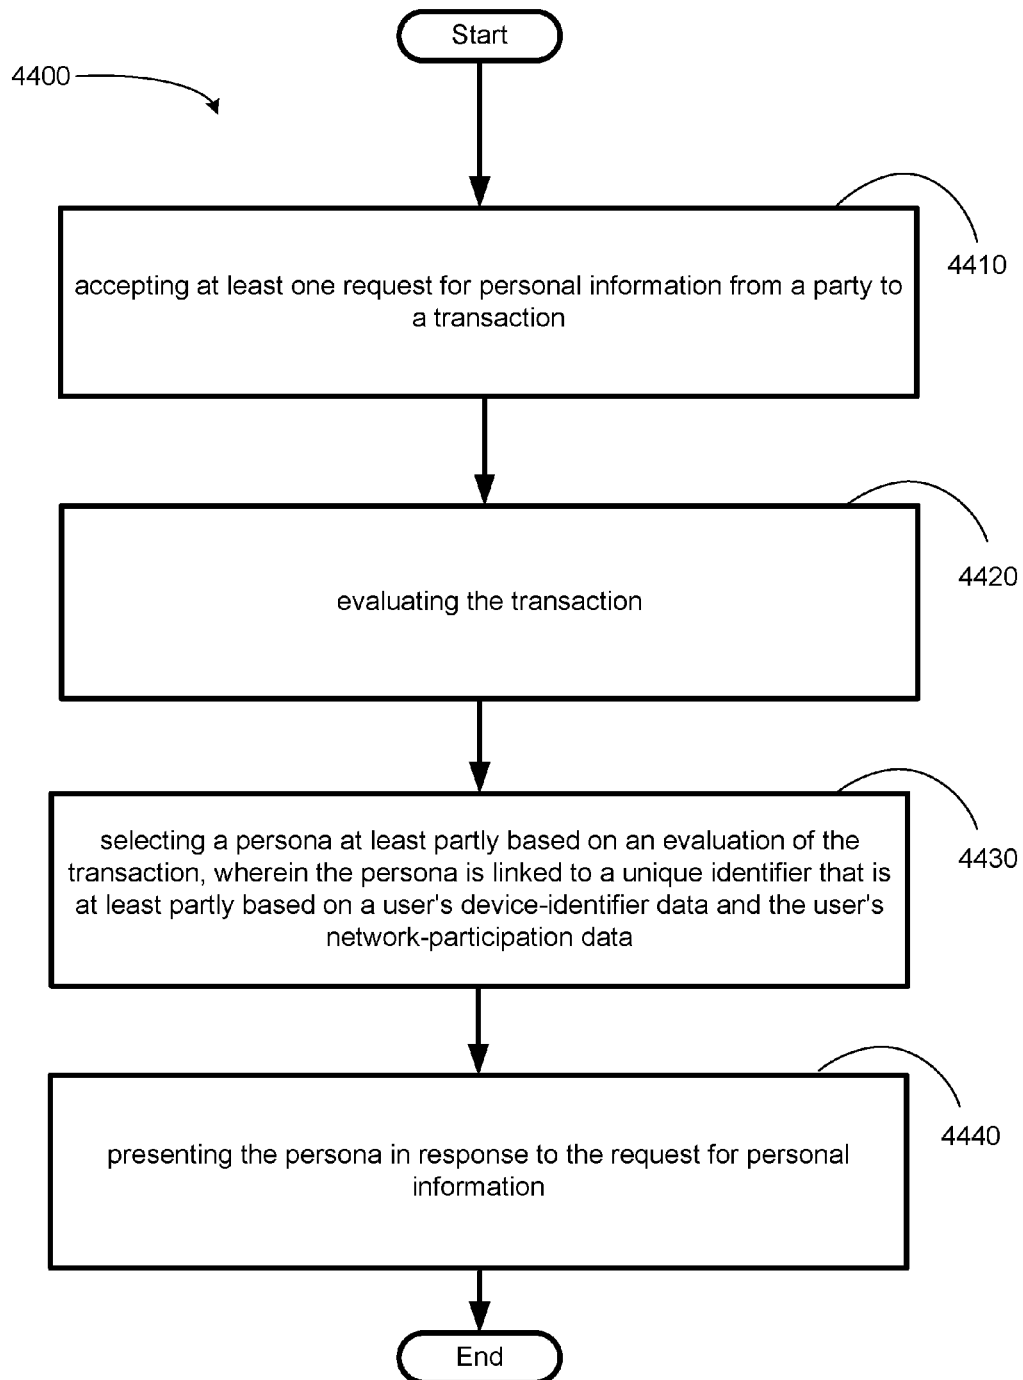 Start
4400
accepting at least one request for personal information from a party to
a transaction
4410
evaluating the transaction
4420
selecting a persona at least partly based on an evaluation of the
transaction, wherein the persona is linked to a unique identifier that is
at least partly based on a user's device-identifier data and the user's
network-participation data
4430
presenting the persona in response to the request for personal
information
4440
End